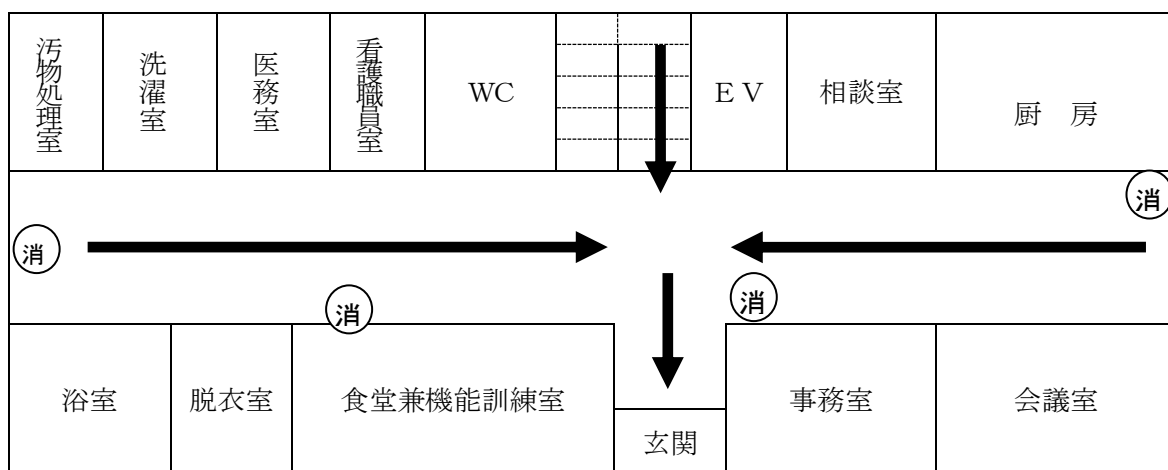 汚物処理室
洗濯室
医務室
看護職員室
WC
ＥＶ
相談室
厨　房
消
消
消
消
浴室
脱衣室
食堂兼機能訓練室
玄関
事務室
会議室